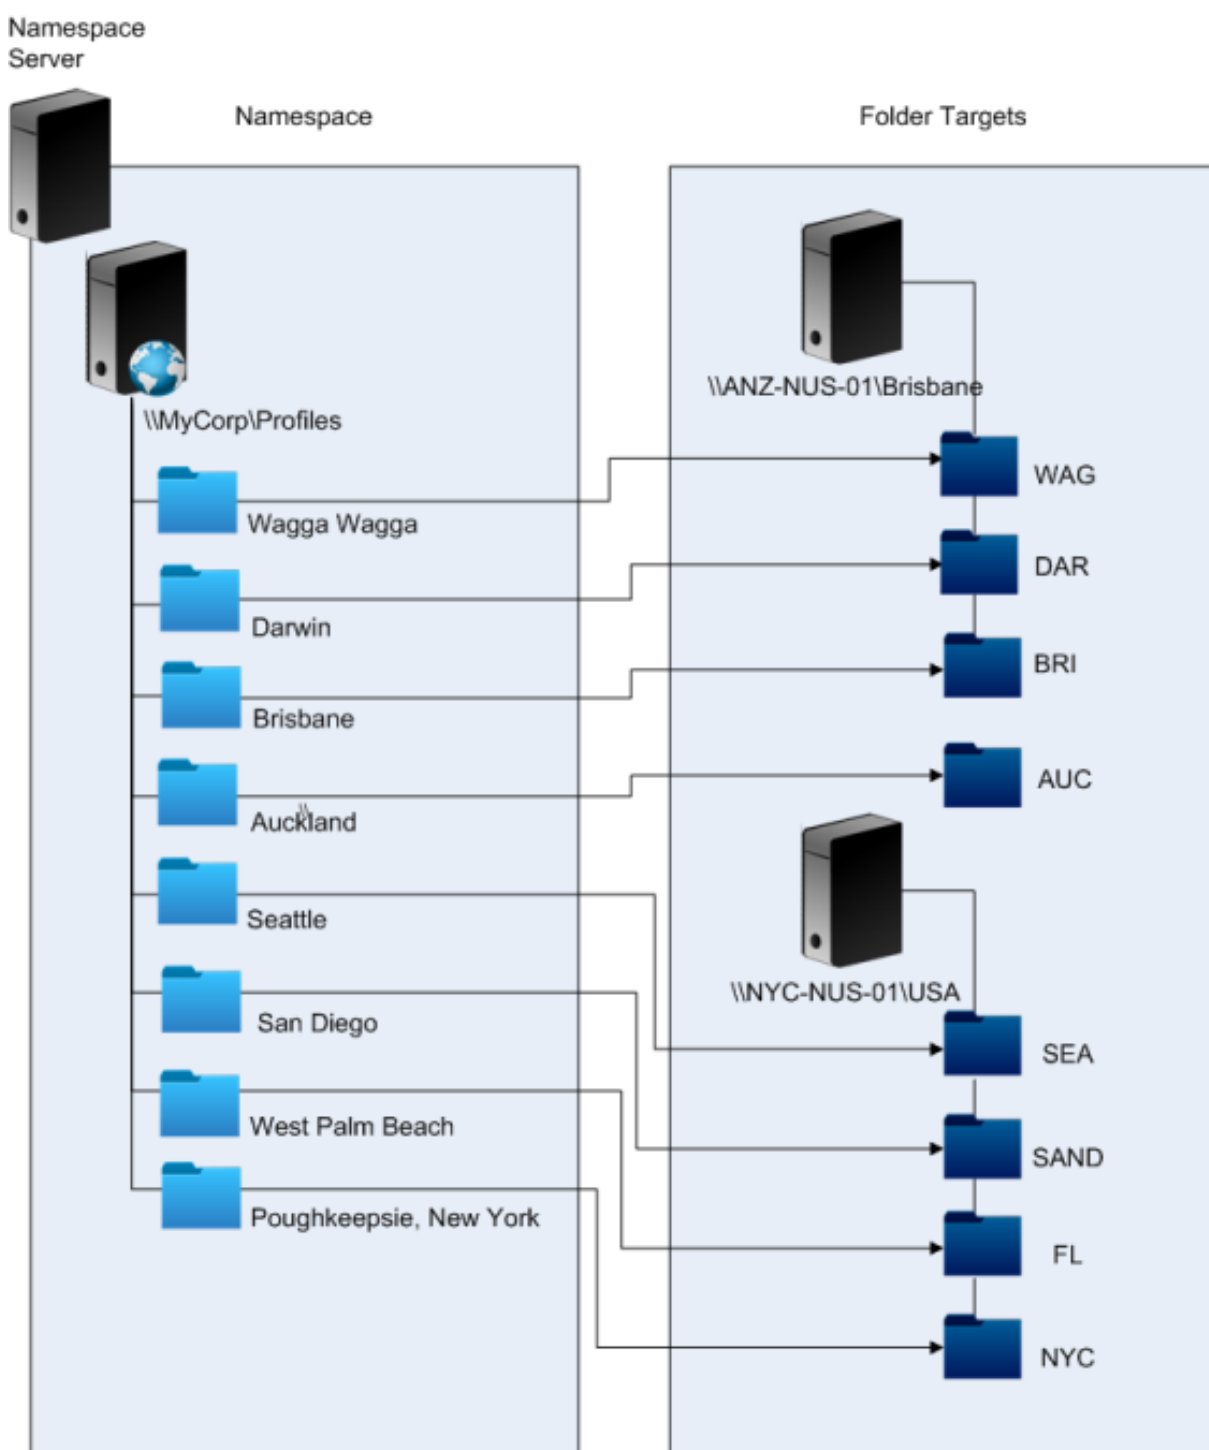 Namespace
Server
Namespace
Folder Targets
\\ANZ-NUS-01\Brisbane
\\MyCorp\Profiles
WAG
Wagga Wagga
DAR
Darwin
BRI
Brisbane
AUC
\\
Auckland
Seattle
\\NYC-NUS-01\USA
San Diego
SEA
West Palm Beach
SAND
Poughkeepsie, New York
FL
NYC